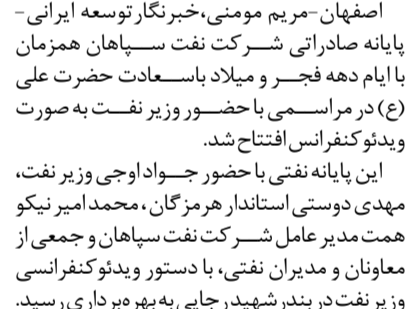 اصفهان-مریم مومنی،خبرنگارتوسعه ایرانی-
پایانه صادراتی شرکت نفت سپاهان همزمان
با ایام دهه فجر و میلاد باسعادت حضرت علی
(ع) در مراسمی با حضور وزیر نفت به صورت
ویدئوکنفرانس افتتاح شد.
این پایانه نفتی با حضور جواد اوجی وزیر نفت،
مهدی دوستی استاندار هرمزگان، محمد امیر نیکو
همت مدیر عامل شرکت نفت سپاهان و جمعی از
معاونان و مدیران نفتی، با دستور ویدئوکنفرانسی
وزیر نفت در بندر شهید رجایی به بهره‌برداری رسید.